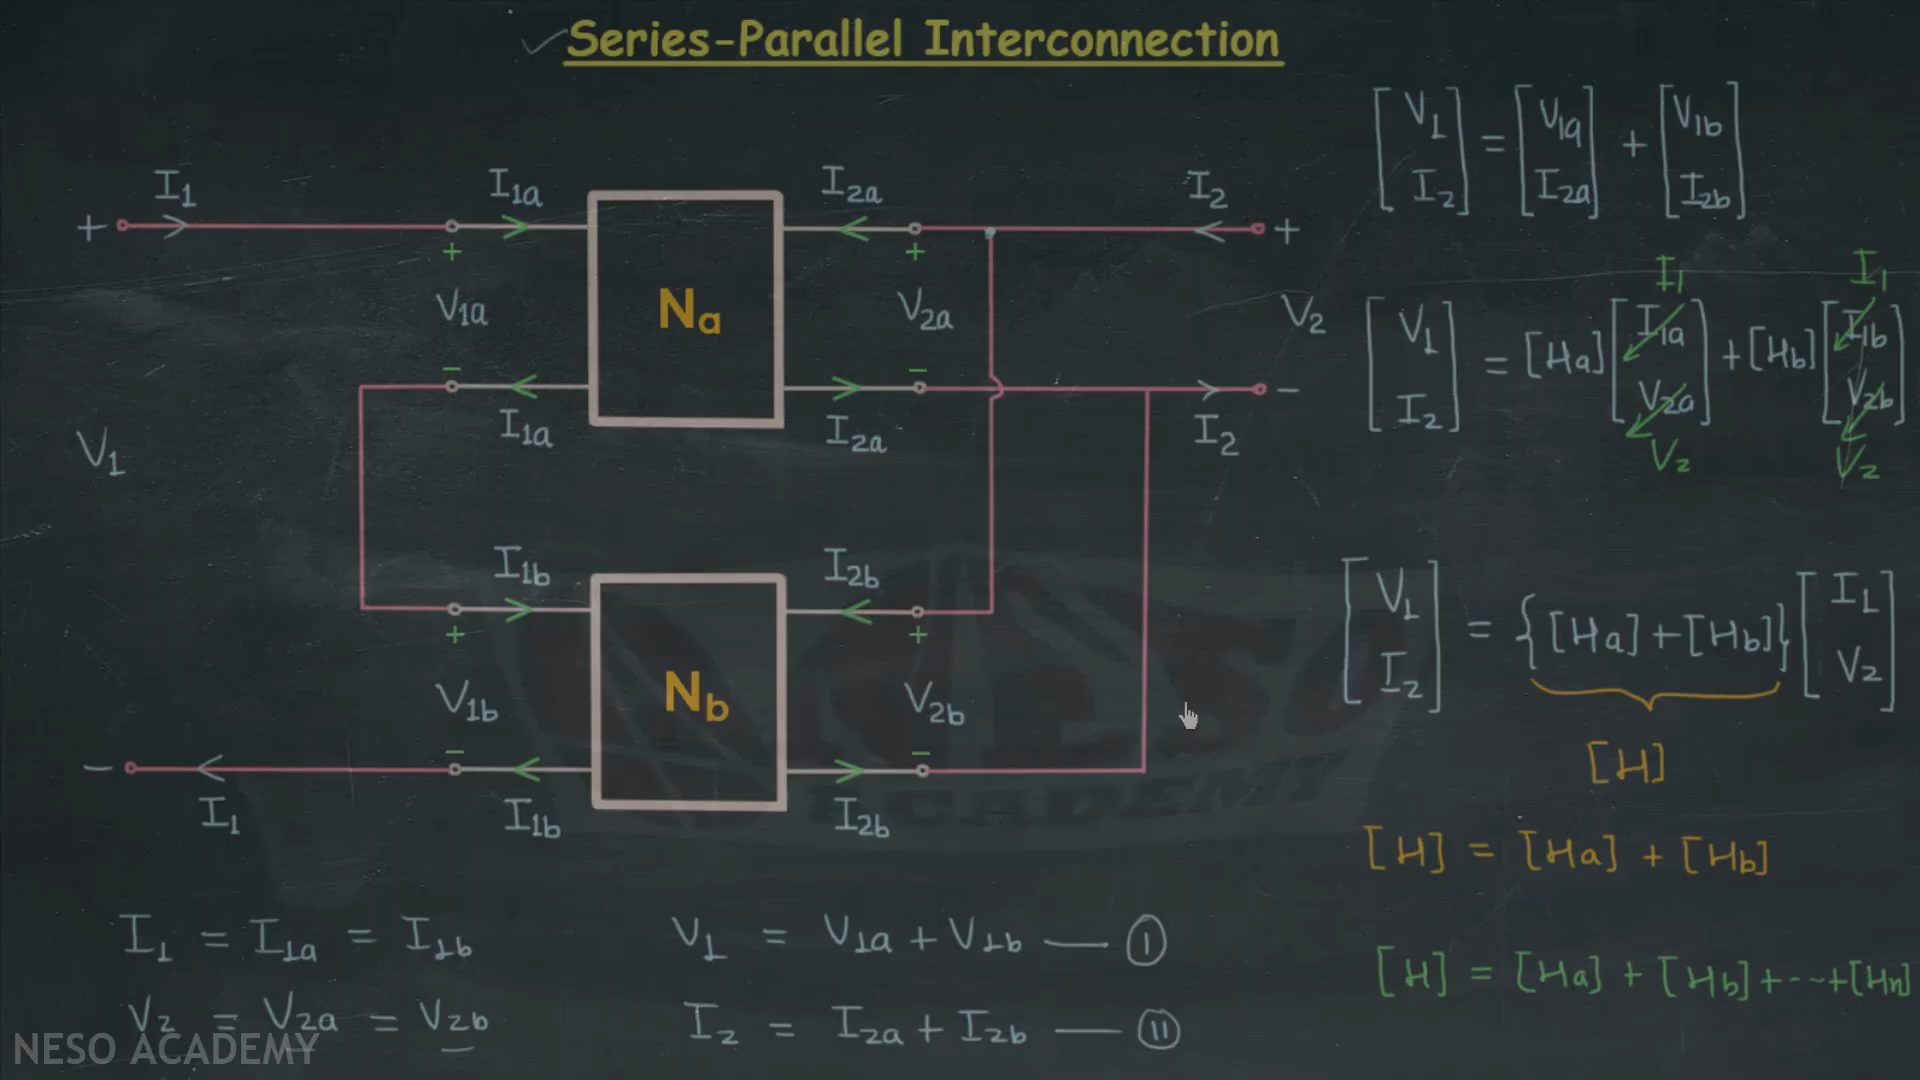 Series-Parallel Interconnection
I1 I1a I2a I2
+ + + +
V1a Na V2a V2
- - -
I1a I2a I2
V1
I1b I2b
+ +
V1b Nb V2b
- - -
I1 I1b I2b
I1 = I1a = I1b
V2 = V2a = V2b
V1 = V1a + V1b — (I)
I2 = I2a + I2b — (II)
[V1 I2] = [V1a I2a] + [V1b I2b]
I1 I1
[V1 I2] = [Ha] [I1a V2a] + [Hb] [I1b V2b]
V2 V2
[V1 I2] = {[Ha] + [Hb]} [I1 V2]
[H]
[H] = [Ha] + [Hb]
[H] = [Ha] + [Hb] + --- + [Hn]
NESO ACADEMY
NESO
ACADEMY